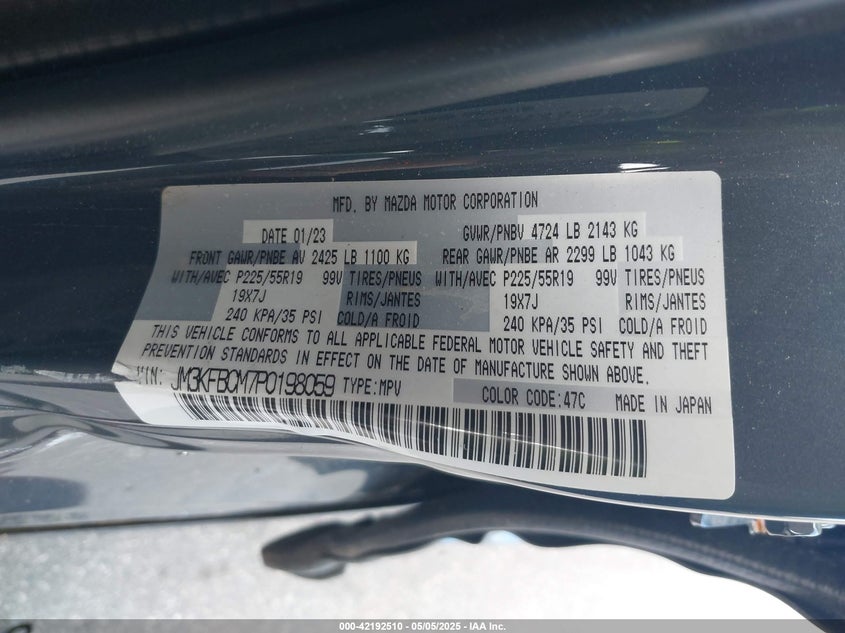 MFD. BY MAZDA MOTOR CORPORATION
DATE 01/23 GVWR/PNBV 4724 LB 2143 KG
FRONT GAWR/PNBE AV 2425 LB 1100 KG REAR GAWR/PNBE AR 2299 LB 1043 KG
WITH/AVEC P225/55R19 99V TIRES/PNEUS WITH/AVEC P225/55R19 99V TIRES/PNEUS
19X7J RIMS/JANTES 19X7J RIMS/JANTES
240 KPA/35 PSI COLD/A FROID 240 KPA/35 PSI COLD/A FROID
THIS VEHICLE CONFORMS TO ALL APPLICABLE FEDERAL MOTOR VEHICLE SAFETY AND THEFT
PREVENTION STANDARDS IN EFFECT ON THE DATE OF MANUFACTURE SHOWN ABOVE.
VIN: JM3KFBCM7P0198059 TYPE:MPV COLOR CODE:47C MADE IN JAPAN
000-42192510 - 05/05/2025 - IAA Inc.